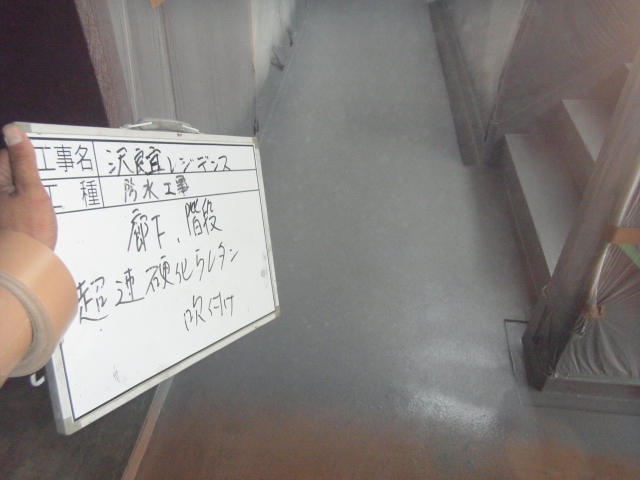 工事名 沢良宜レジデンス
工種 防水工事
廊下、階段
超速硬化ウレタン
吹付け